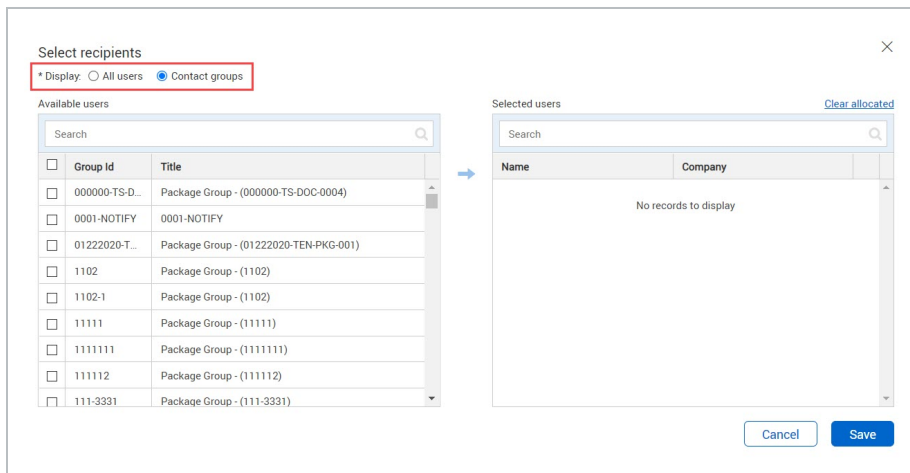 Select recipients
* Display: All users Contact groups
Available users
Selected users Clear allocated
Search
Search
Group Id Title
Name Company
000000-TS-D... Package Group - (000000-TS-DOC-0004)
No records to display
0001-NOTIFY 0001-NOTIFY
01222020-T... Package Group - (01222020-TEN-PKG-001)
1102 Package Group - (1102)
1102-1 Package Group - (1102)
11111 Package Group - (11111)
1111111 Package Group - (1111111)
111112 Package Group - (111112)
111-3331 Package Group - (111-3331)
Cancel Save